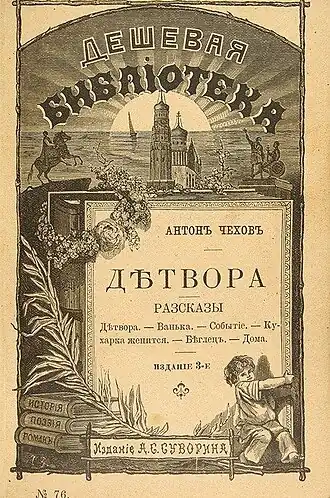 ДЕШЕВАЯ
БИБЛІОТЕКА
АНТОНЪ ЧЕХОВЪ
ДѢТВОРА
РАЗСКАЗЫ
Дѣтвора. — Ванька. — Событіе. — Ку-
харка женится. — Бѣглецъ. — Дома.
ИЗДАНІЕ 3-Е
ИСТОРІЯ
ПОЭЗІЯ
РОМАНЫ
Изданіе А.С.СУВОРИНА
№ 76.